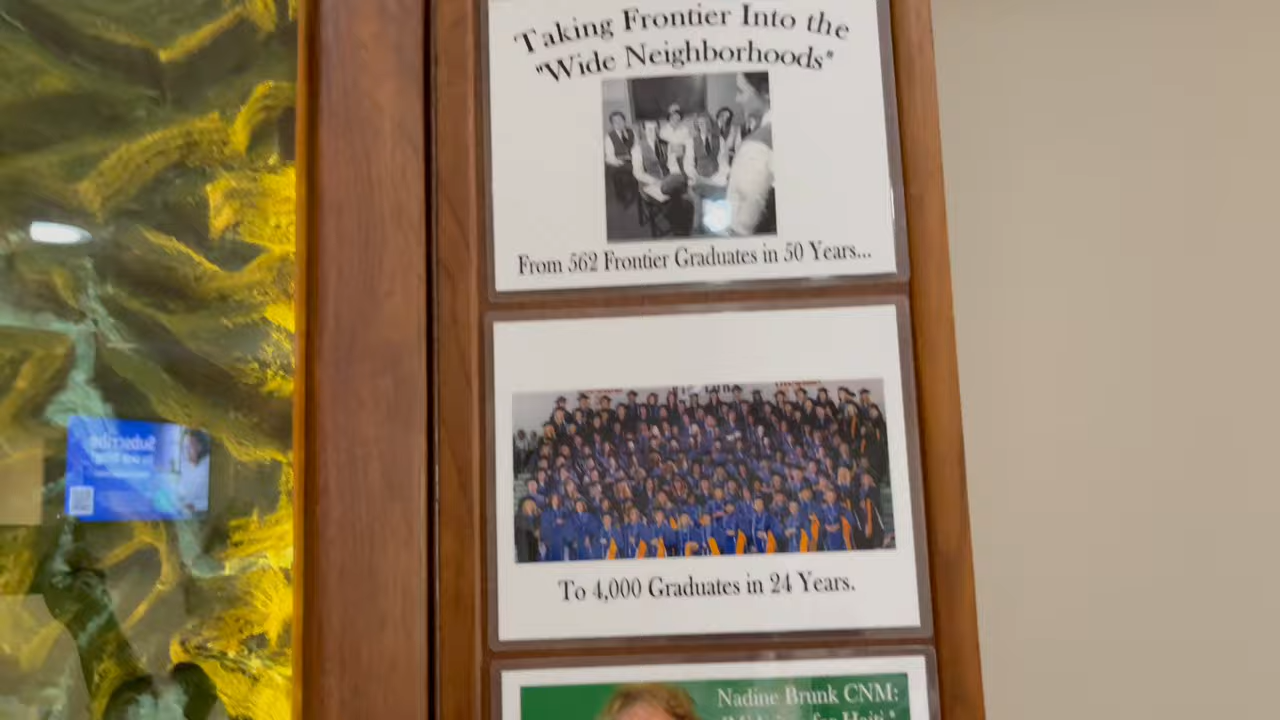 Taking Frontier Into the
"Wide Neighborhoods"
From 562 Frontier Graduates in 50 Years...
To 4,000 Graduates in 24 Years.
Nadine Brunk CNM:
Subscribe